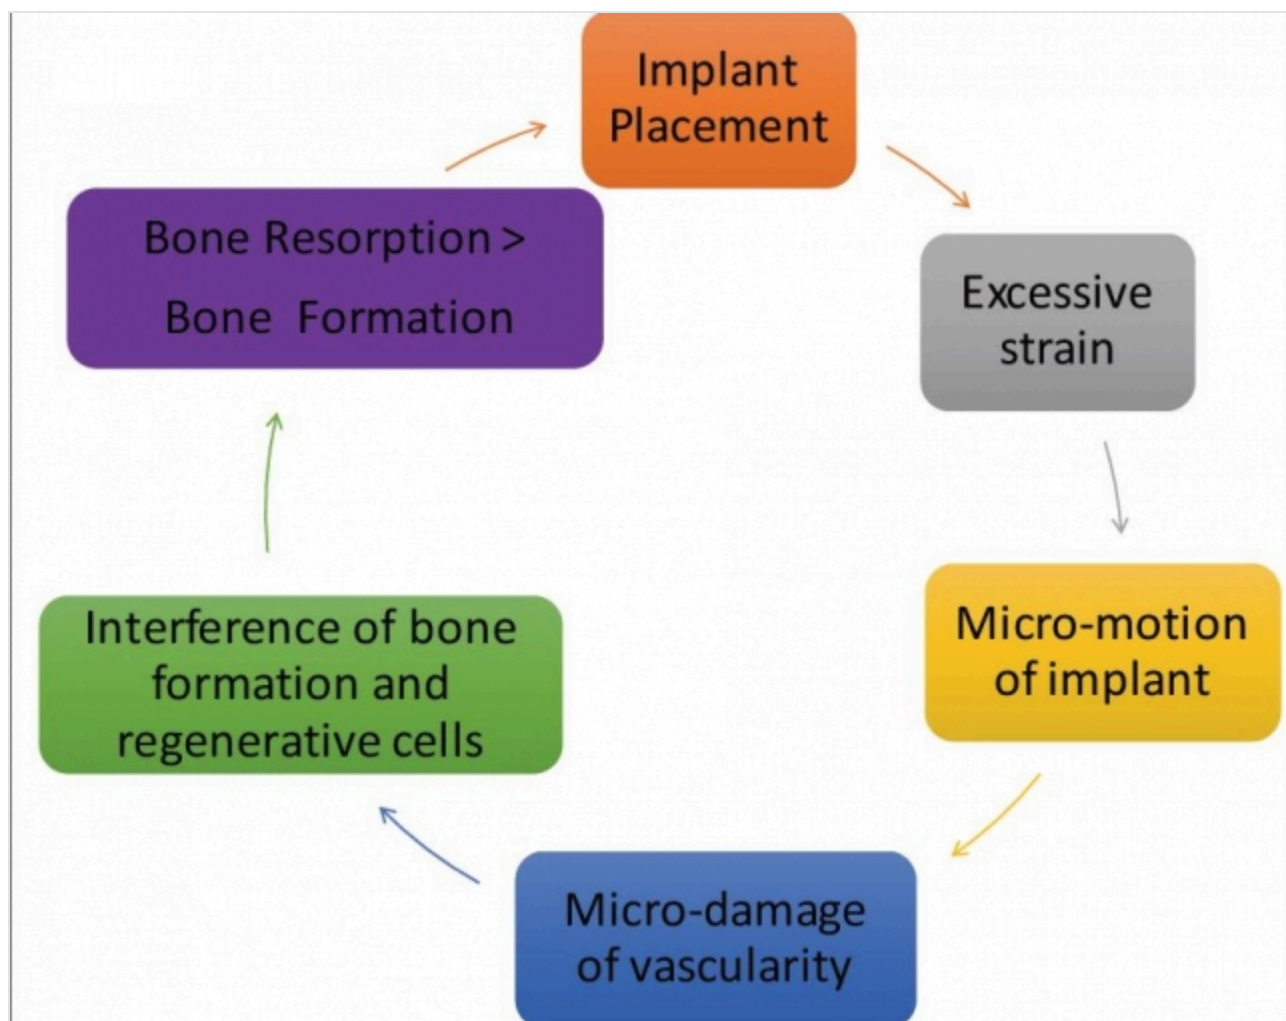 Implant
Placement
Excessive
strain
Micro-motion
of implant
Micro-damage
of vascularity
Interference of bone
formation and
regenerative cells
Bone Resorption >
Bone Formation